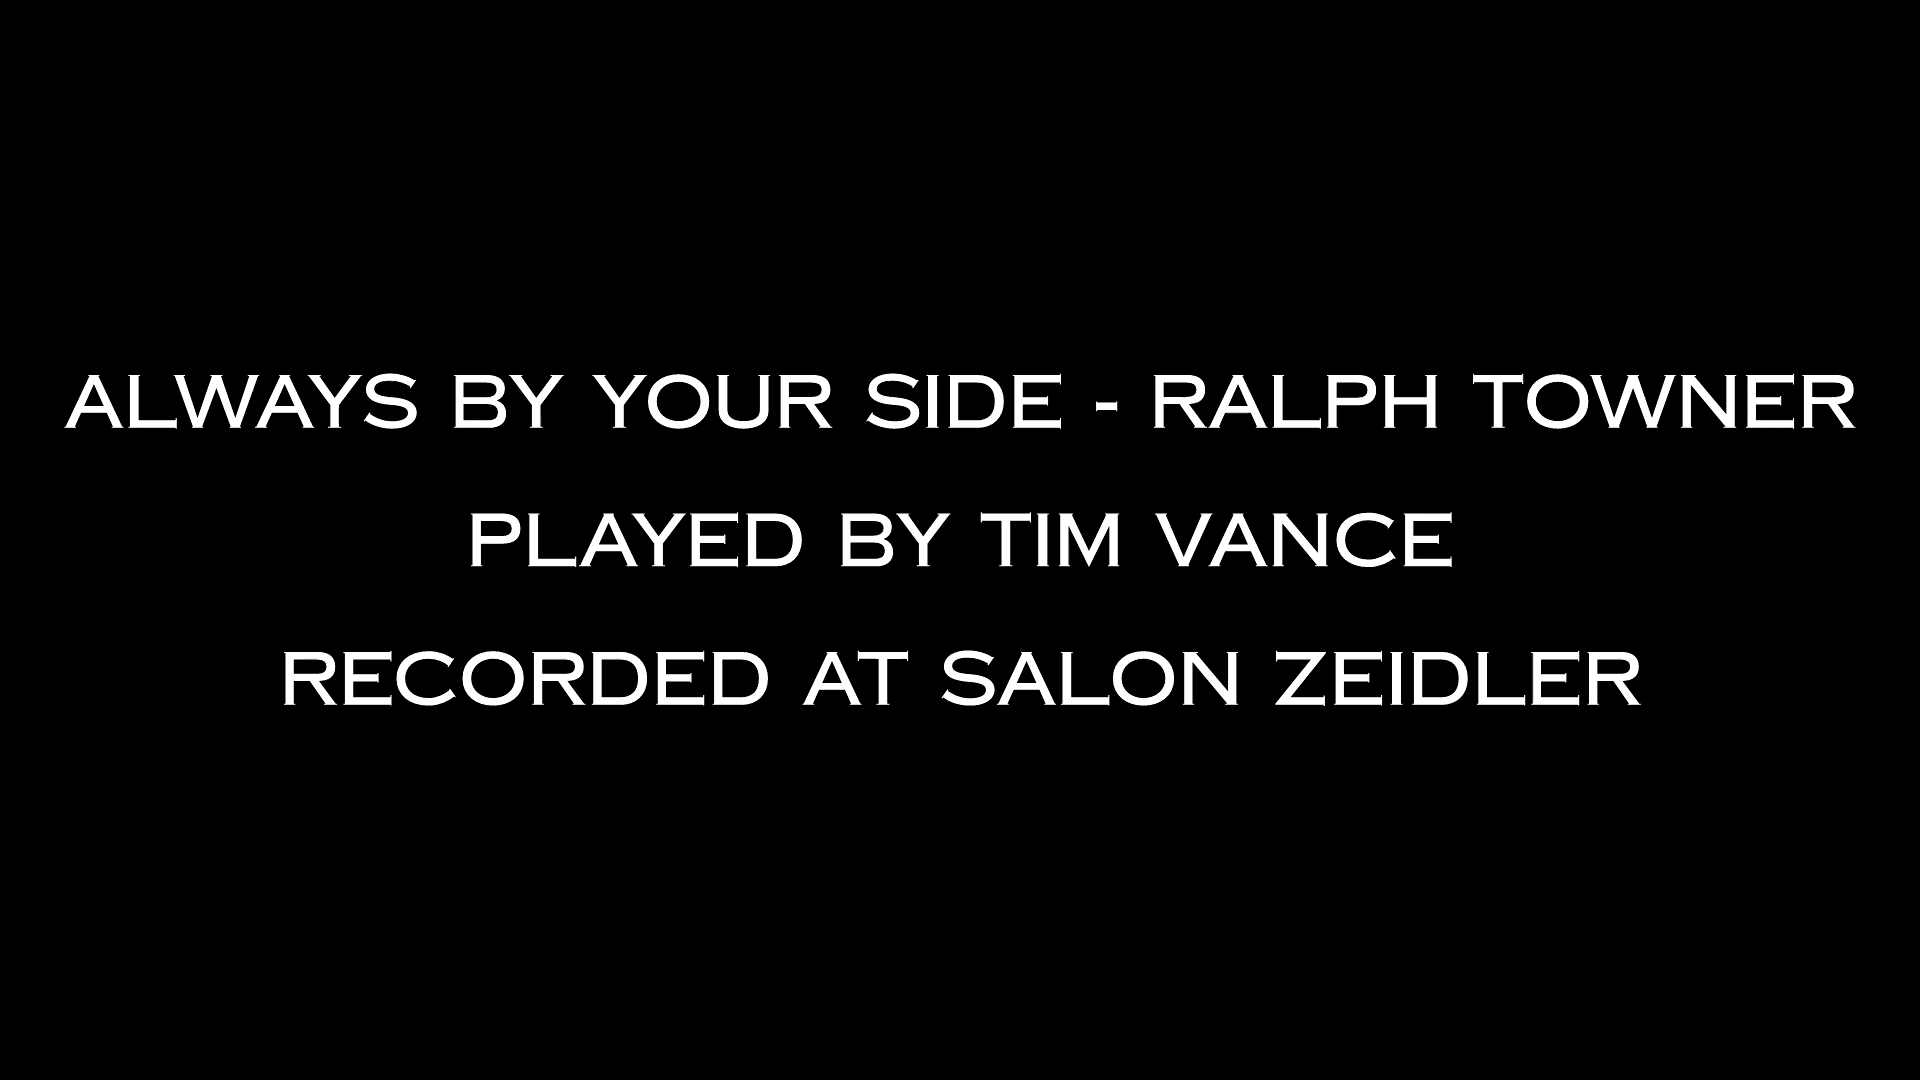 ALWAYS BY YOUR SIDE - RALPH TOWNER
PLAYED BY TIM VANCE
RECORDED AT SALON ZEIDLER